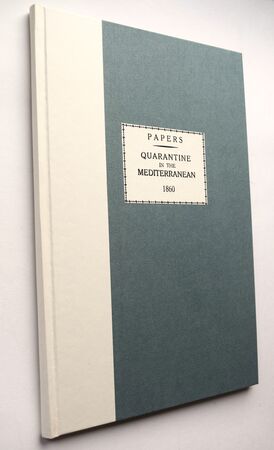 PAPERS
QUARANTINE
IN THE
MEDITERRANEAN
1860